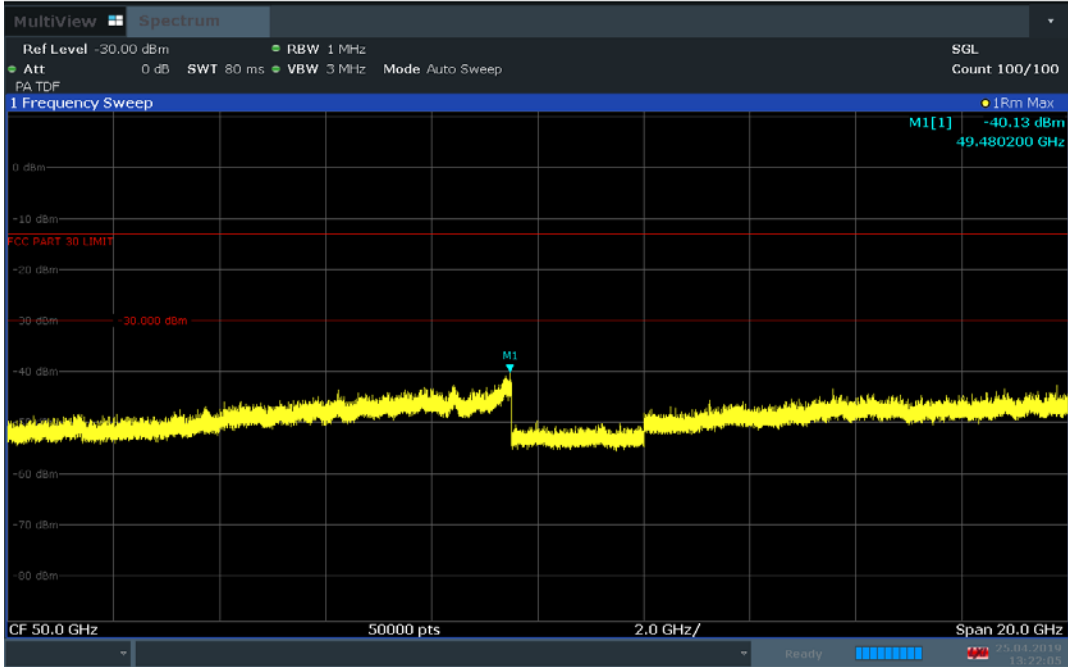 MultiView Spectrum
Ref Level -30.00 dBm RBW 1 MHz SGL
Att 0 dB SWT 80 ms VBW 3 MHz Mode Auto Sweep Count 100/100
PA TDF
1 Frequency Sweep 1Rm Max
M1[1] -40.13 dBm
49.480200 GHz
0 dBm
-10 dBm
FCC PART 30 LIMIT
-20 dBm
-30 dBm -30.000 dBm
M1
-40 dBm
-60 dBm
-70 dBm
-80 dBm
CF 50.0 GHz 50000 pts 2.0 GHz/ Span 20.0 GHz
Ready 25.04.2019
13:22:05